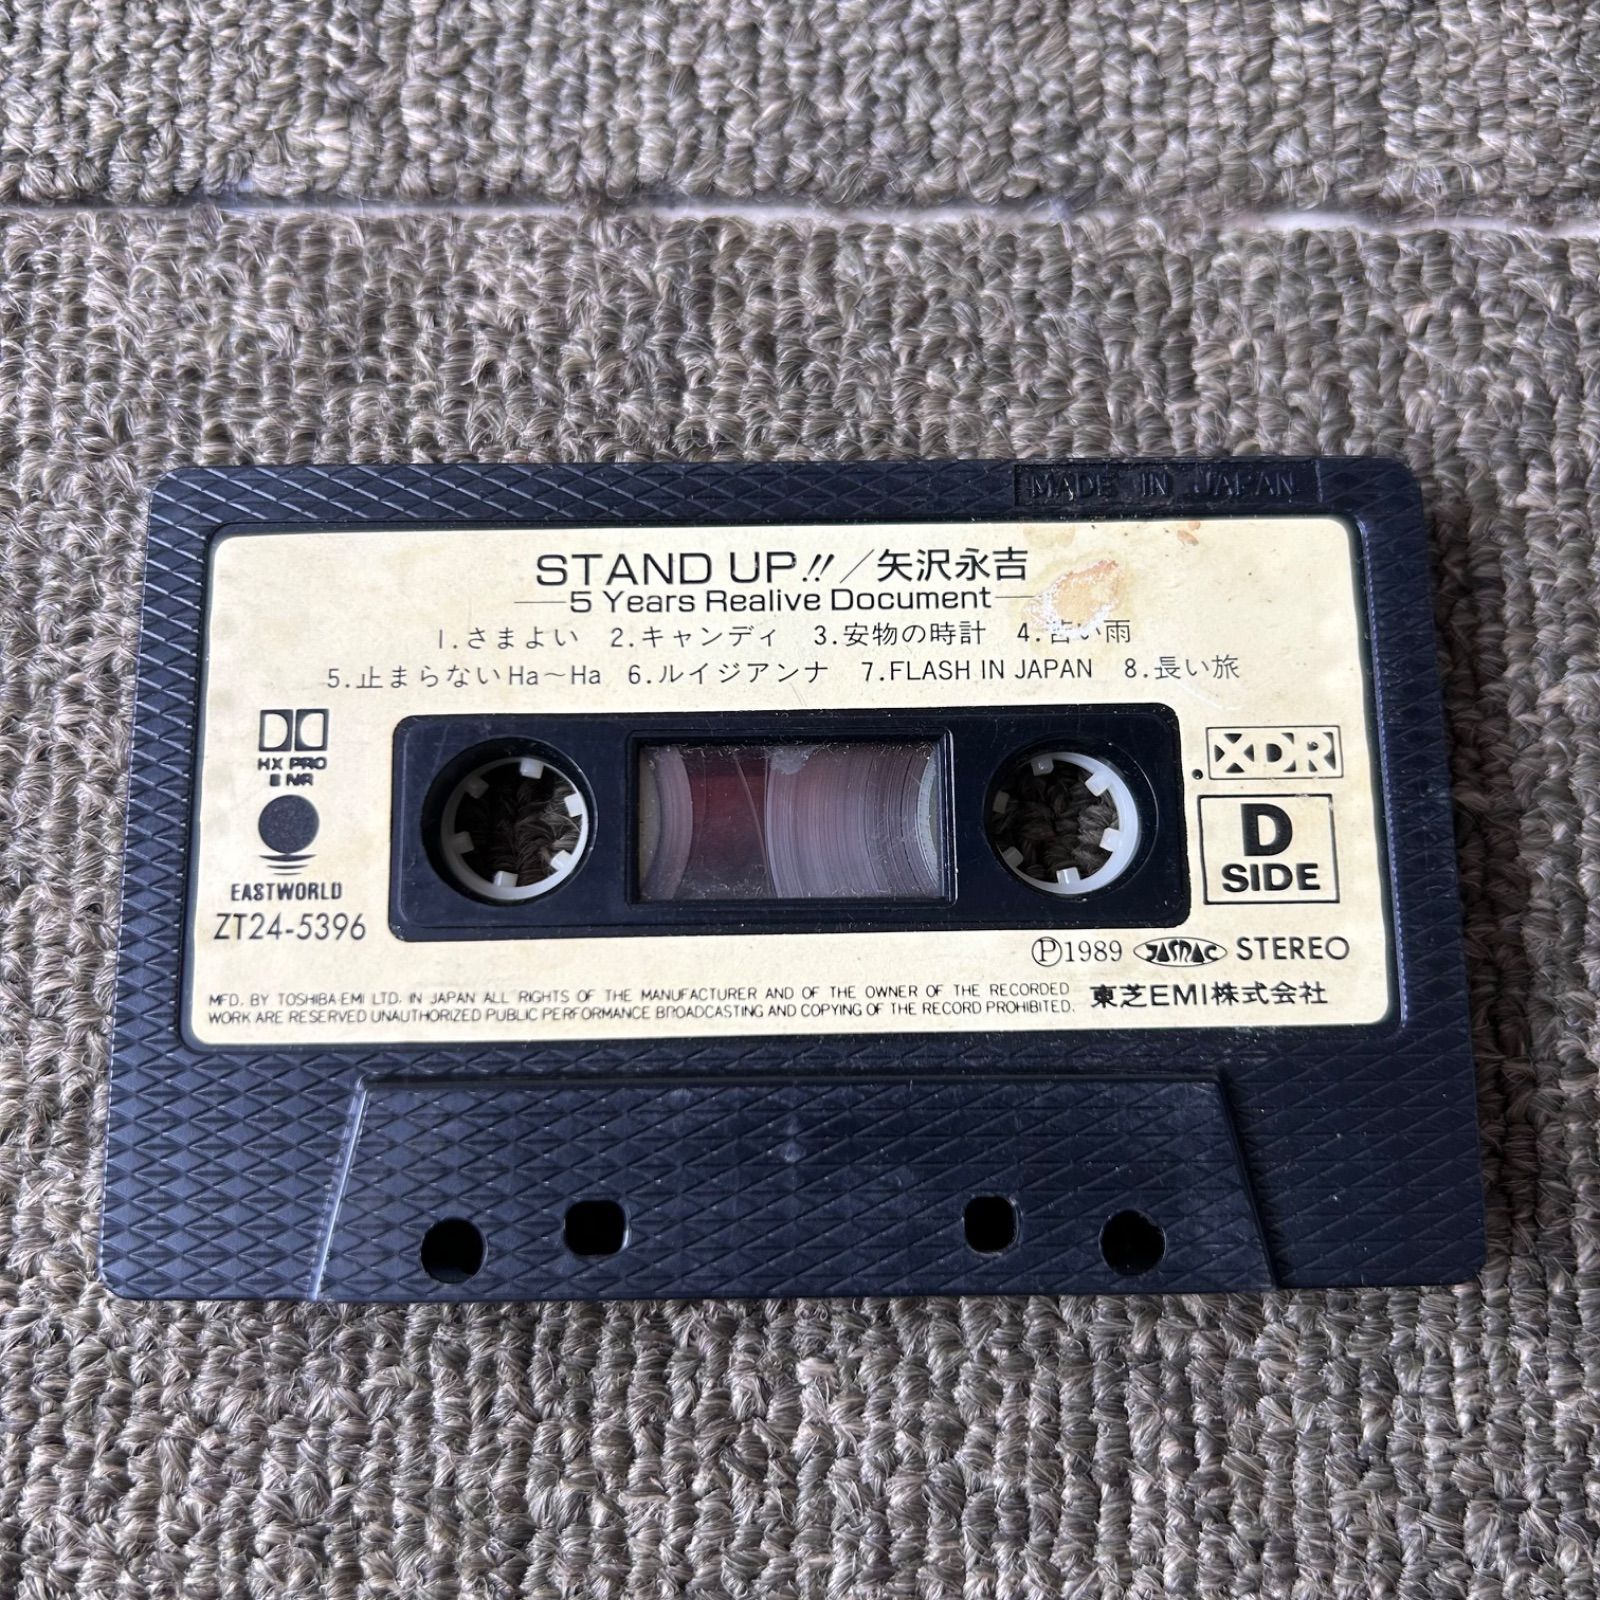 MADE IN JAPAN
STAND UP!!/矢沢永吉
5 Years Realive Document
1.さまよい 2.キャンディ 3.安物の時計 4.苦い雨
5.止まらないHa〜Ha 6.ルイジアンナ 7.FLASH IN JAPAN 8.長い旅
HX PRO
B NR
XDR
D
SIDE
EASTWORLD
ZT24-5396
Ⓟ1989 JASRAC STEREO
MFD. BY TOSHIBA-EMI LTD. IN JAPAN ALL RIGHTS OF THE MANUFACTURER AND OF THE OWNER OF THE RECORDED
WORK ARE RESERVED UNAUTHORIZED PUBLIC PERFORMANCE BROADCASTING AND COPYING OF THE RECORD PROHIBITED.
東芝EMI株式会社